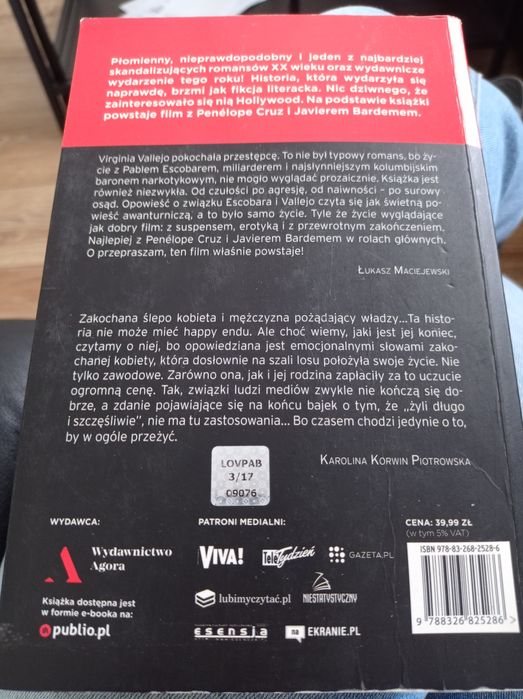 Płomienny, nieprawdopodobny i jeden z najbardziej
skandalizujących romansów XX wieku oraz wydawnicze
wydarzenie tego roku! Historia, która wydarzyła się
naprawdę, brzmi jak fikcja literacka. Nic dziwnego, że
zainteresowało się nią Hollywood. Na podstawie książki
powstaje film z Penélope Cruz i Javierem Bardemem.
Virginia Vallejo pokochała przestępcę. To nie był typowy romans, bo ży-
cie z Pablem Escobarem, miliarderem i najsłynniejszym kolumbijskim
baronem narkotykowym, nie mogło wyglądać prozaicznie. Książka jest
również niezwykła. Od czułości po agresję, od naiwności – po surowy
osąd. Opowieść o związku Escobara i Vallejo czyta się jak świetną po-
wieść awanturniczą, a to było samo życie. Tyle że życie wyglądające
jak dobry film: z suspensem, erotyką i z przewrotnym zakończeniem.
Najlepiej z Penélope Cruz i Javierem Bardemem w rolach głównych.
O przepraszam, ten film właśnie powstaje!
Łukasz Maciejewski
Zakochana ślepo kobieta i mężczyzna pożądający władzy...Ta histo-
ria nie może mieć happy endu. Ale choć wiemy, jaki jest jej koniec,
czytamy o niej, bo opowiedziana jest emocjonalnymi słowami zako-
chanej kobiety, która dosłownie na szali losu położyła swoje życie. Nie
tylko zawodowe. Zarówno ona, jak i jej rodzina zapłaciły za to uczucie
ogromną cenę. Tak, związki ludzi mediów zwykle nie kończą się do-
brze, a zdanie pojawiające się na końcu bajek o tym, że „żyli długo
i szczęśliwie", nie ma tu zastosowania... Bo czasem chodzi jedynie o to,
by w ogóle przeżyć.
Karolina Korwin Piotrowska
LOVPAB
3/17
09076
WYDAWCA:
Wydawnictwo
Agora
Książka dostępna jest
w formie e-booka na:
publio.pl
PATRONI MEDIALNI:
VIVA!
Tele Tydzień
GAZETA.PL
lubimyczytać.pl
NIESTATYSTYCZNY
esensja
na EKRANIE.PL
CENA: 39,99 ZŁ
(w tym 5% VAT)
ISBN 978-83-268-2528-6
9 788326 825286